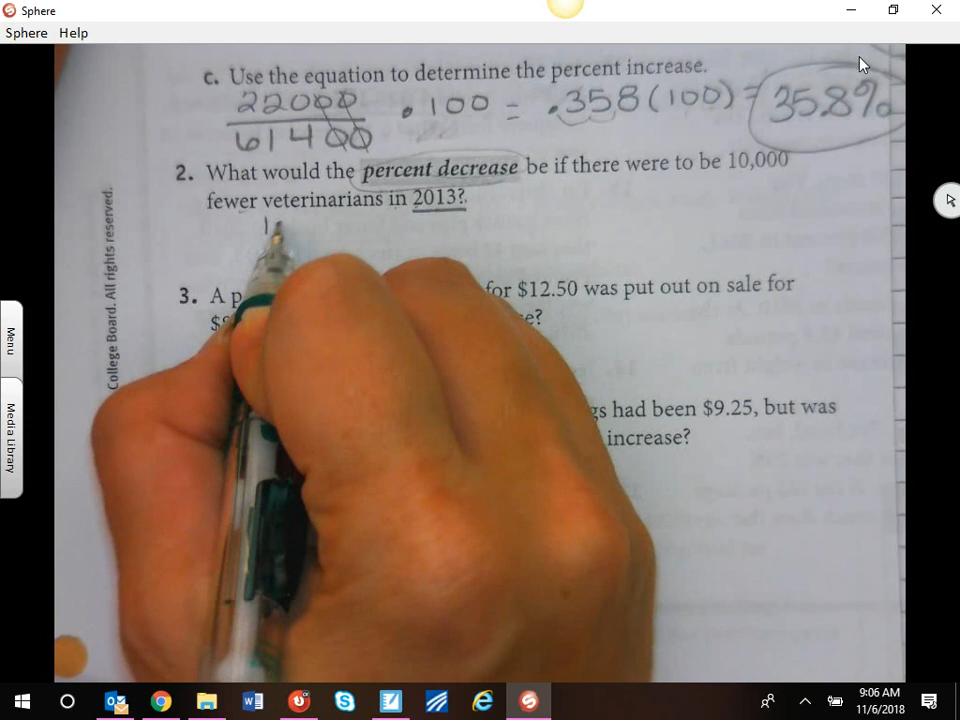 Sphere
Sphere Help
c. Use the equation to determine the percent increase.
22000
61400 . 100 = .358(100) = 35.8%
2. What would the percent decrease be if there were to be 10,000
fewer veterinarians in 2013?
1
3. A p for $12.50 was put out on sale for
$ e?
gs had been $9.25, but was
increase?
College Board. All rights reserved.
Menu
Media Library
9:06 AM
11/6/2018